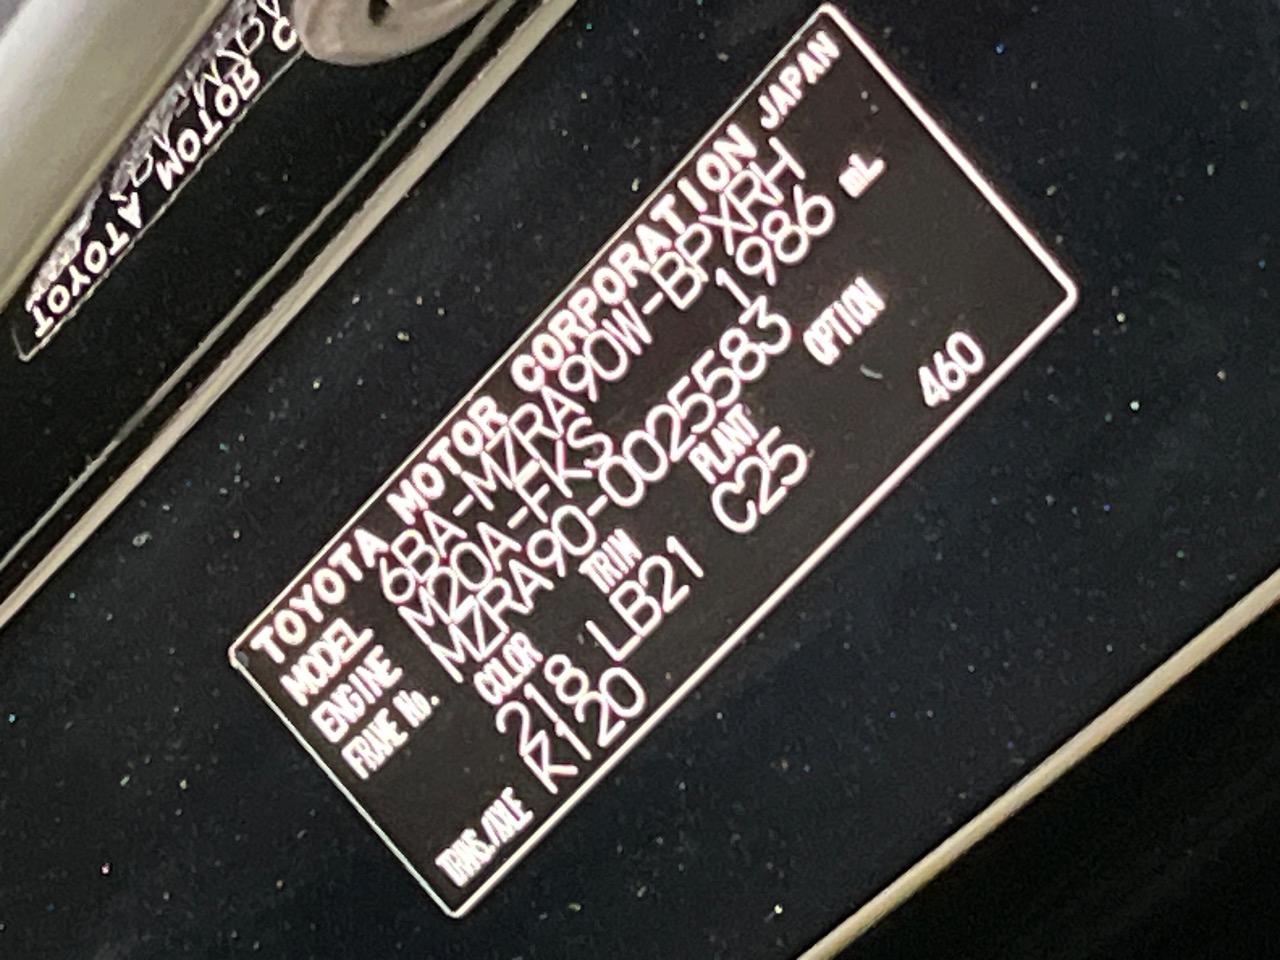 TOYOTA MOTOR CORPORATION JAPAN
MODEL 6BA-MZRA90W-BPXRH
ENGINE M20A-FKS 1986 mL
FRAME No. MZRA90-0025583
COLOR TRIM PLANT OPTION
218 LB21 C25 460
TRANS./AXLE K120
TOYOTA MOTOR C